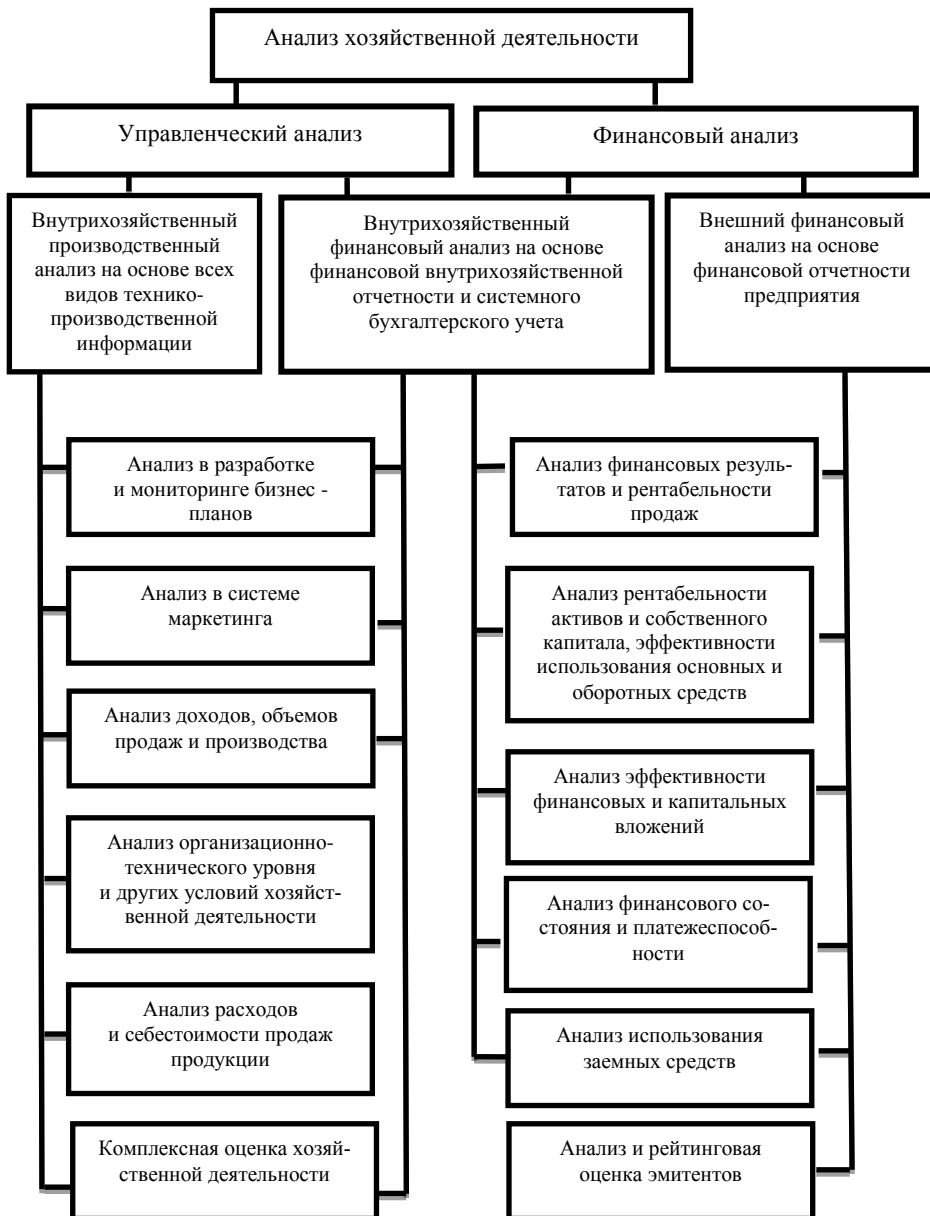 Анализ хозяйственной деятельности
Управленческий анализ
Финансовый анализ
Внутрихозяйственный
производственный
анализ на основе всех
видов технико-
производственной
информации
Внутрихозяйственный
финансовый анализ на основе
финансовой внутрихозяйственной
отчетности и системного
бухгалтерского учета
Внешний финансовый
анализ на основе
финансовой отчетности
предприятия
Анализ в разработке
и мониторинге бизнес -
планов
Анализ в системе
маркетинга
Анализ доходов, объемов
продаж и производства
Анализ организационно-
технического уровня
и других условий хозяйст-
венной деятельности
Анализ расходов
и себестоимости продаж
продукции
Комплексная оценка хозяй-
ственной деятельности
Анализ финансовых резуль-
татов и рентабельности
продаж
Анализ рентабельности
активов и собственного
капитала, эффективности
использования основных и
оборотных средств
Анализ эффективности
финансовых и капитальных
вложений
Анализ финансового со-
стояния и платежеспособ-
ности
Анализ использования
заемных средств
Анализ и рейтинговая
оценка эмитентов